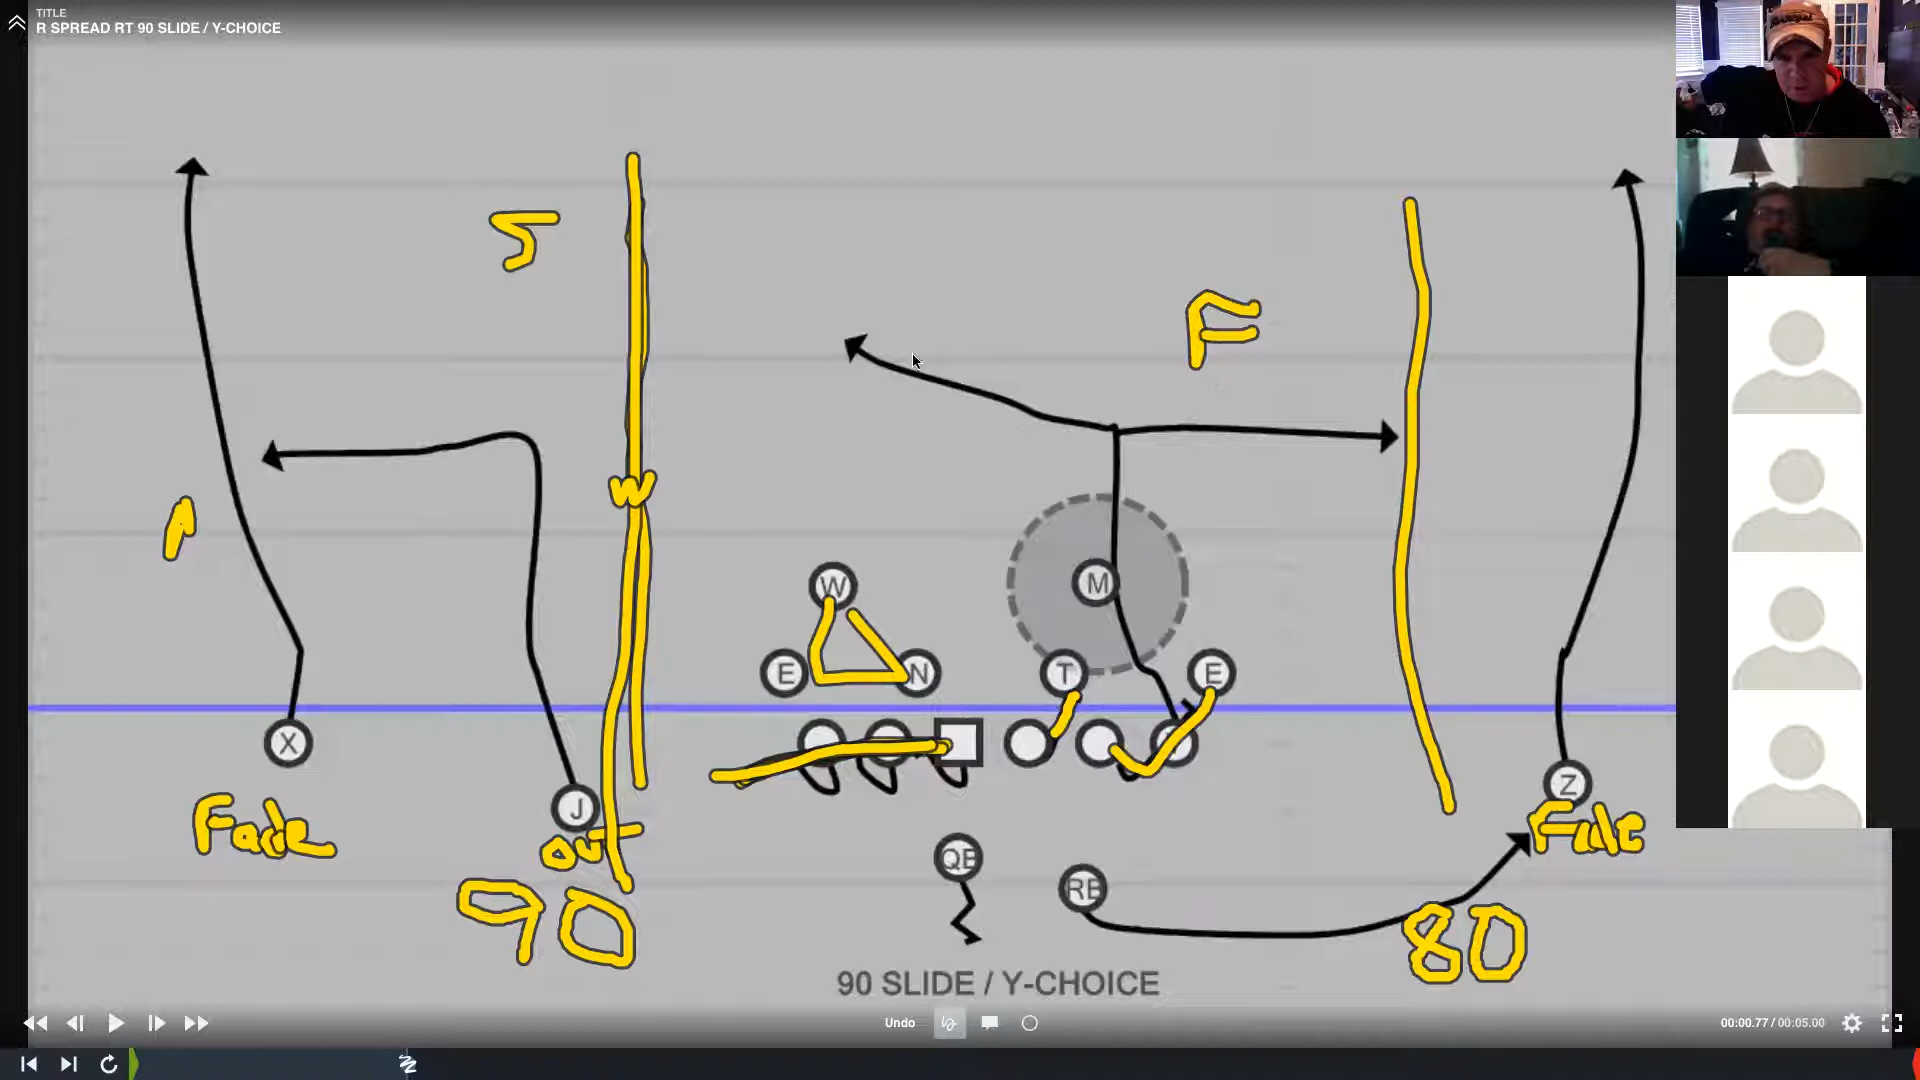 TITLE
R SPREAD RT 90 SLIDE / Y-CHOICE
S
F
W
W
M
E
N
T
E
X
J
Z
Fade
out
Fade
QB
RB
90
80
90 SLIDE / Y-CHOICE
Undo
00:00.77 / 00:05.00